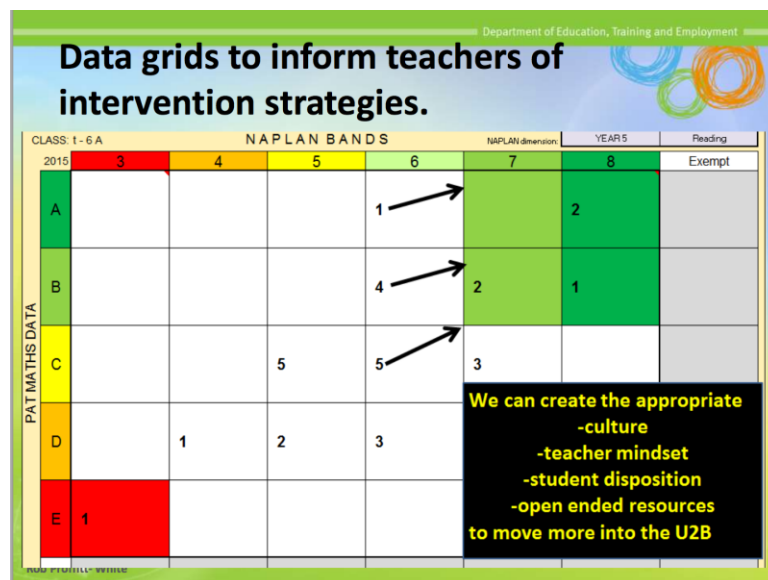 Department of Education, Training and Employment
Data grids to inform teachers of
intervention strategies.
CLASS: t - 6 A NAPLAN BANDS NAPLAN dimension: YEAR 5 Reading
2015 3 4 5 6 7 8 Exempt
PAT MATHS DATA
A 1 2
B 4 2 1
C 5 5 3
D 1 2 3
E 1
We can create the appropriate
-culture
-teacher mindset
-student disposition
-open ended resources
to move more into the U2B
Rob Proffitt- White